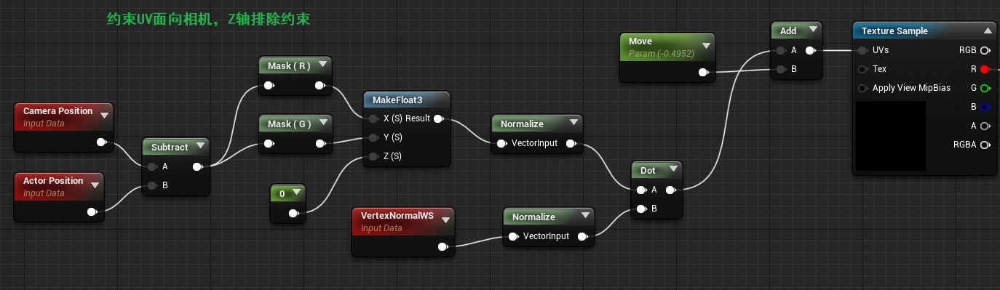 约束UV面向相机，Z轴排除约束
Camera Position
Input Data
Actor Position
Input Data
Subtract
A
B
Mask ( R )
Mask ( G )
0
MakeFloat3
X (S) Result
Y (S)
Z (S)
VertexNormalWS
Input Data
Normalize
VectorInput
Normalize
VectorInput
Move
Param (-0.4952)
Dot
A
B
Add
A
B
Texture Sample
UVs RGB
Tex R
Apply View MipBias G
B
A
RGBA